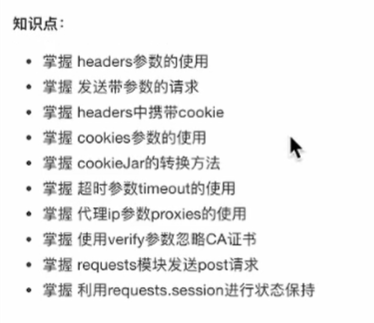 知识点：
掌握 headers参数的使用
掌握 发送带参数的请求
掌握 headers中携带cookie
掌握 cookies参数的使用
掌握 cookieJar的转换方法
掌握 超时参数timeout的使用
掌握 代理ip参数proxies的使用
掌握 使用verify参数忽略CA证书
掌握 requests模块发送post请求
掌握 利用requests.session进行状态保持